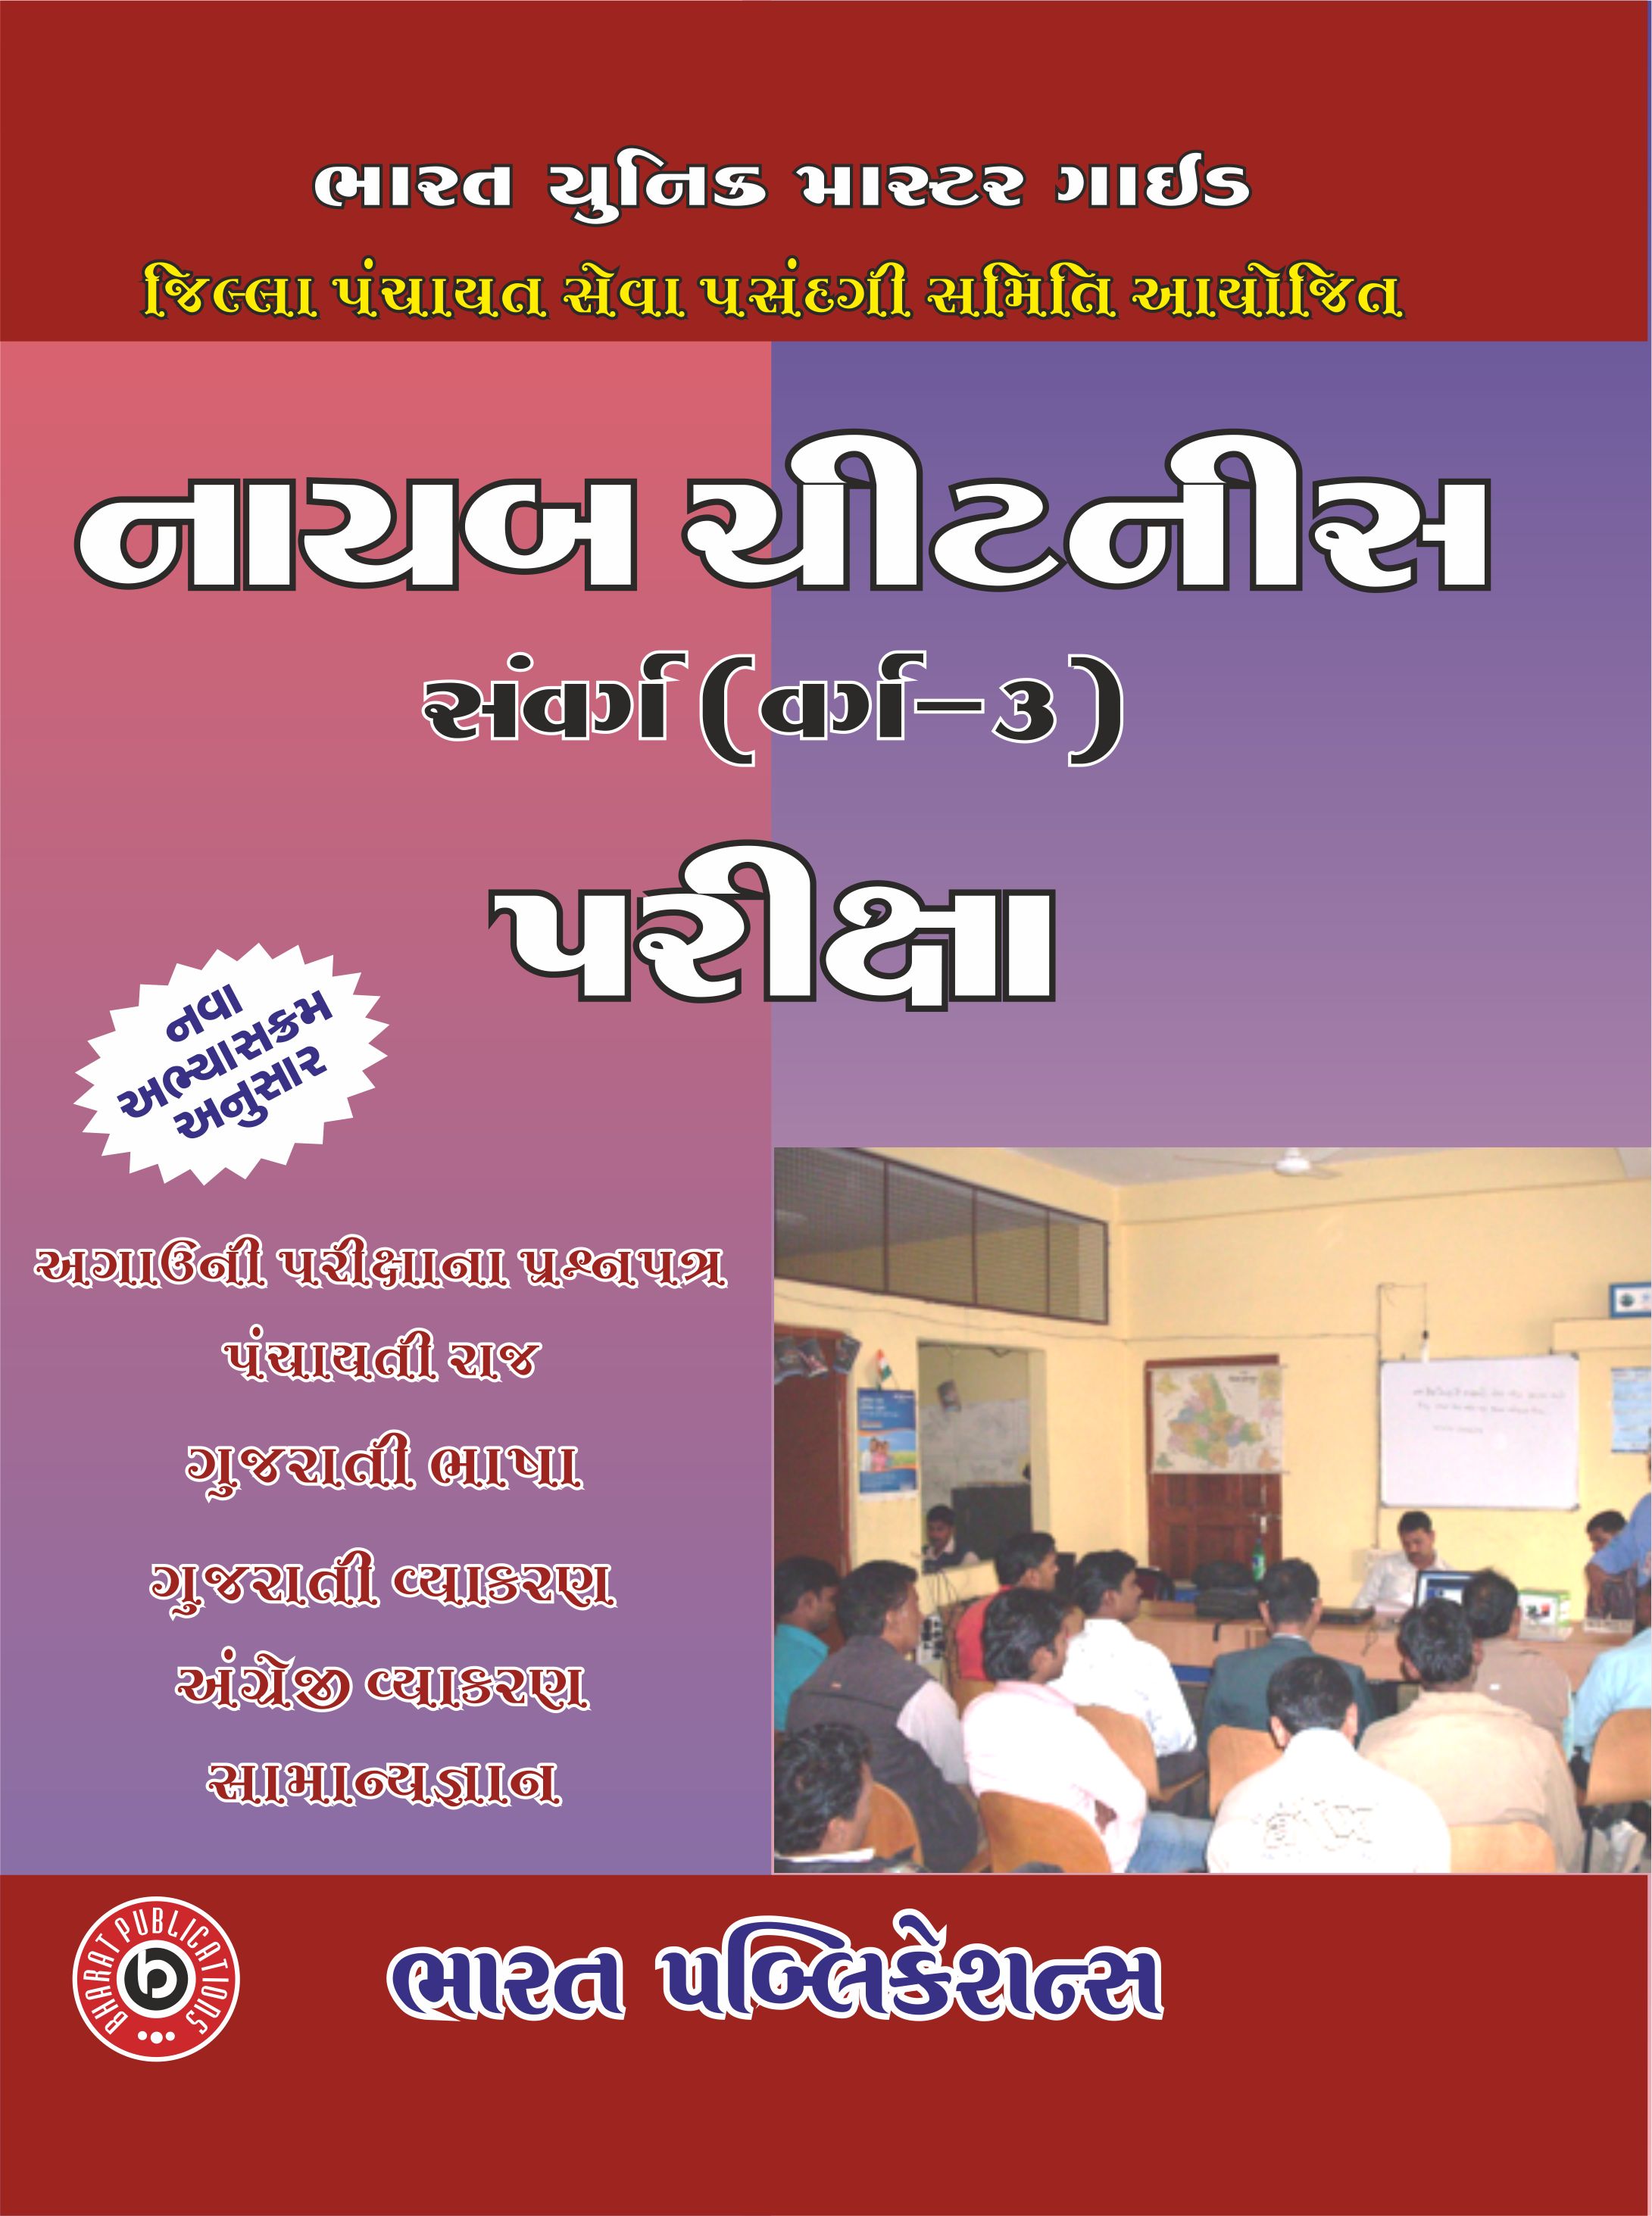 ભારત યુનિક માસ્ટર ગાઈડ
જિલ્લા પંચાયત સેવા પસંદગી સમિતિ આયોજિત
નાયબ ચીટનીસ
સંવર્ગ (વર્ગ-૩)
પરીક્ષા
નવા
અભ્યાસક્રમ
અનુસાર
અગાઉની પરીક્ષાના પ્રશ્નપત્ર
પંચાયતી રાજ
ગુજરાતી ભાષા
ગુજરાતી વ્યાકરણ
અંગ્રેજી વ્યાકરણ
સામાન્યજ્ઞાન
BHARAT PUBLICATIONS
ભારત પબ્લિકેશન્સ